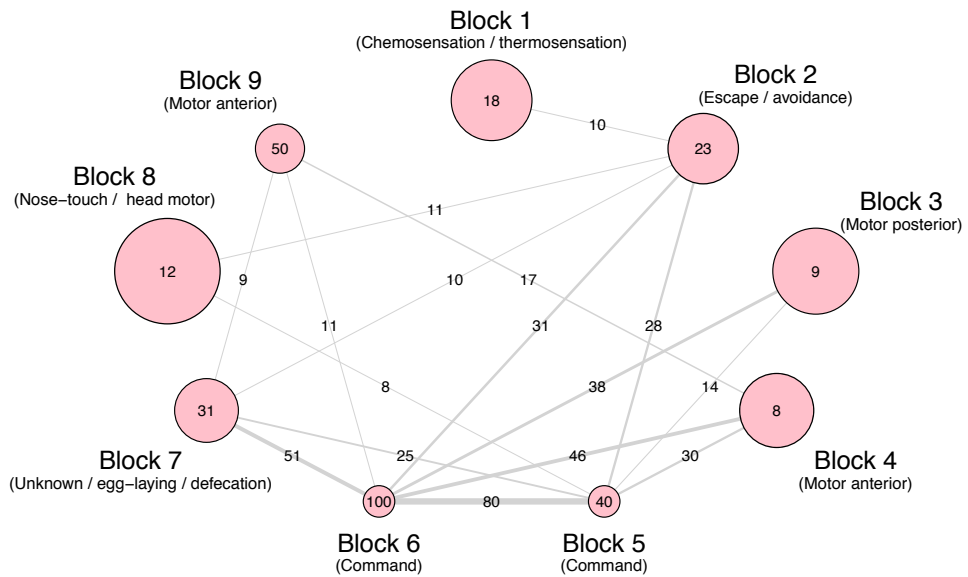 Block 1
(Chemosensation / thermosensation)
18
10
Block 2
(Escape / avoidance)
23
Block 9
(Motor anterior)
50
Block 8
(Nose−touch / head motor)
12
11
Block 3
(Motor posterior)
9
9
10
17
11
31
28
8
38
14
Block 7
(Unknown / egg−laying / defecation)
31
8
Block 4
(Motor anterior)
51
25
46
30
100
80
40
Block 6
(Command)
Block 5
(Command)